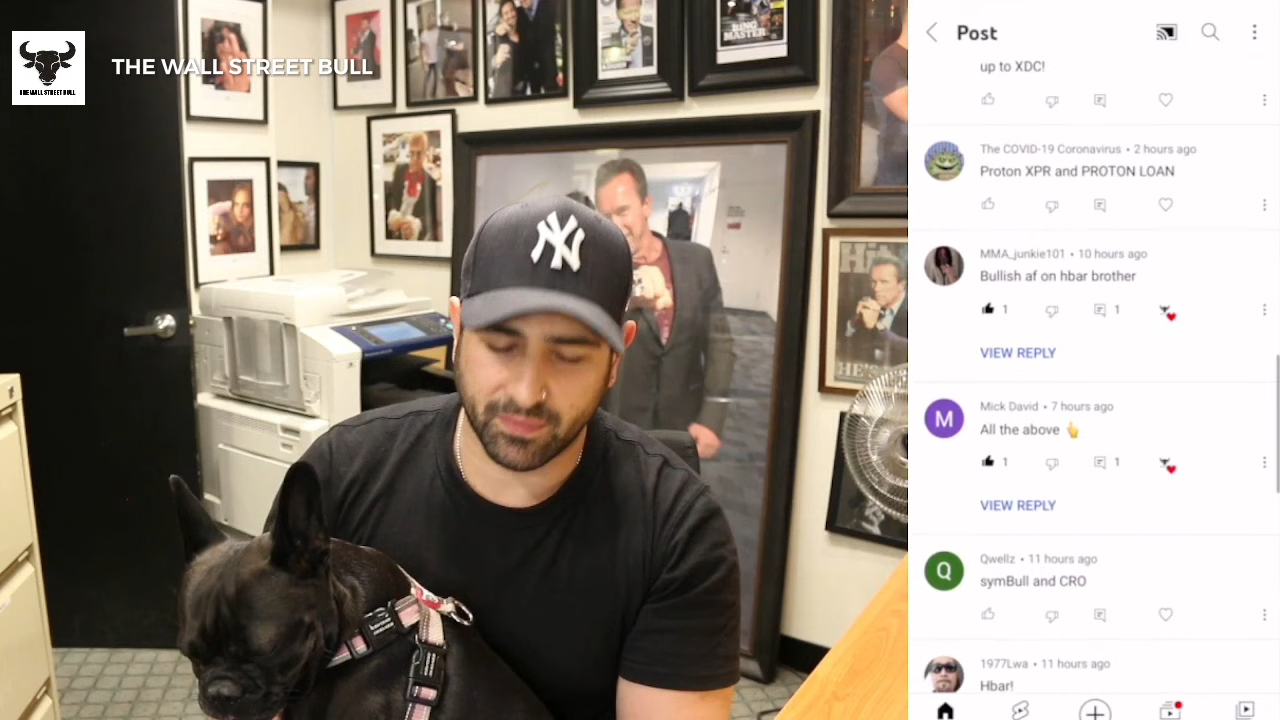 THE WALL STREET BULL
THE WALL STREET BULL
RING
MASTER
NY
Post
up to XDC!
The COVID-19 Coronavirus • 2 hours ago
Proton XPR and PROTON LOAN
MMA_junkie101 • 10 hours ago
Bullish af on hbar brother
1
1
VIEW REPLY
M
Mick David • 7 hours ago
All the above 👆
1
1
VIEW REPLY
Q
Qwellz • 11 hours ago
symBull and CRO
1977Lwa • 11 hours ago
Hbar!